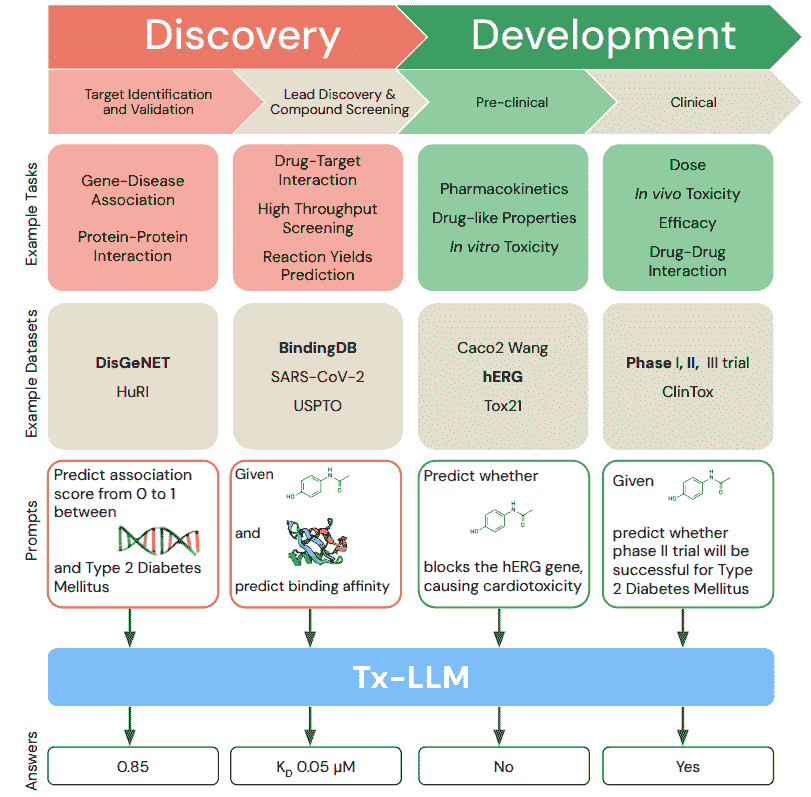 Discovery
Development
Target Identification
and Validation
Lead Discovery &
Compound Screening
Pre-clinical
Clinical
Example Tasks
Gene-Disease
Association
Protein-Protein
Interaction
Drug-Target
Interaction
High Throughput
Screening
Reaction Yields
Prediction
Pharmacokinetics
Drug-like Properties
In vitro Toxicity
Dose
In vivo Toxicity
Efficacy
Drug-Drug
Interaction
Example Datasets
DisGeNET
HuRI
BindingDB
SARS-CoV-2
USPTO
Caco2 Wang
hERG
Tox21
Phase I, II, III trial
ClinTox
Prompts
Predict association
score from 0 to 1
between
and Type 2 Diabetes
Mellitus
Given
HO
H
N
O
and
predict binding affinity
Predict whether
HO
H
N
O
blocks the hERG gene,
causing cardiotoxicity
Given
HO
H
N
O
predict whether
phase II trial will be
successful for Type
2 Diabetes Mellitus
Tx-LLM
Answers
0.85
K_D 0.05 µM
No
Yes